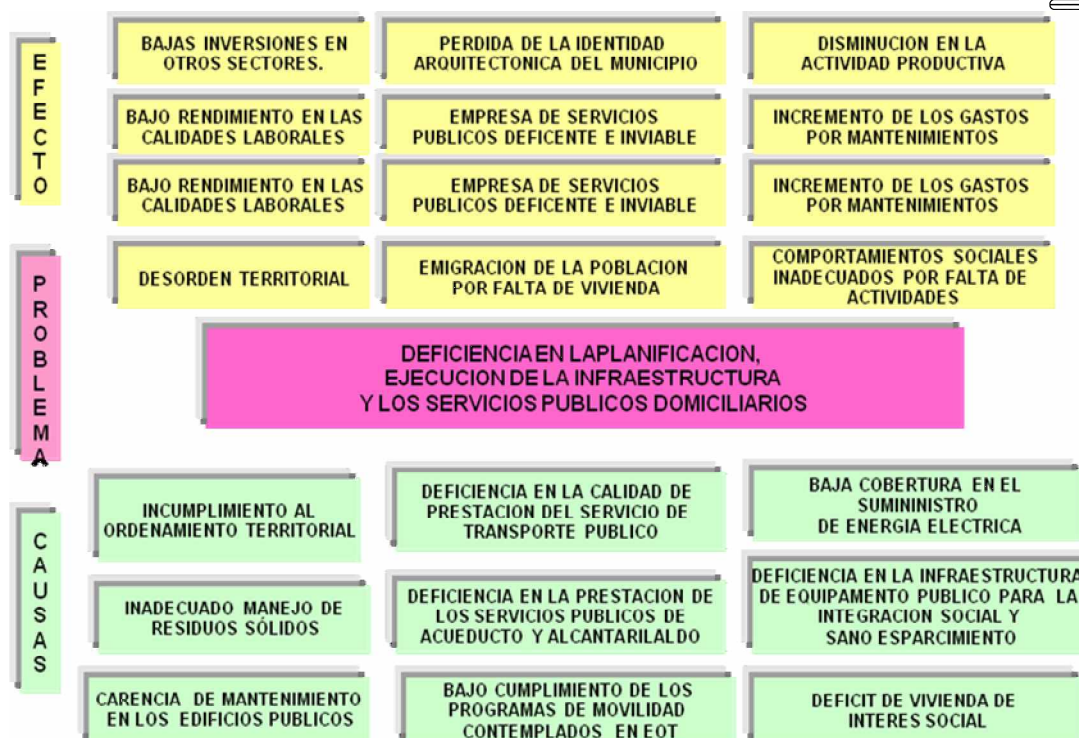 EFECTO
BAJAS INVERSIONES EN
OTROS SECTORES.
PERDIDA DE LA IDENTIDAD
ARQUITECTONICA DEL MUNICIPIO
DISMINUCION EN LA
ACTIVIDAD PRODUCTIVA
BAJO RENDIMIENTO EN LAS
CALIDADES LABORALES
EMPRESA DE SERVICIOS
PUBLICOS DEFICENTE E INVIABLE
INCREMENTO DE LOS GASTOS
POR MANTENIMIENTOS
BAJO RENDIMIENTO EN LAS
CALIDADES LABORALES
EMPRESA DE SERVICIOS
PUBLICOS DEFICENTE E INVIABLE
INCREMENTO DE LOS GASTOS
POR MANTENIMIENTOS
DESORDEN TERRITORIAL
EMIGRACION DE LA POBLACION
POR FALTA DE VIVIENDA
COMPORTAMIENTOS SOCIALES
INADECUADOS POR FALTA DE
ACTIVIDADES
PROBLEMA
DEFICIENCIA EN LAPLANIFICACION,
EJECUCION DE LA INFRAESTRUCTURA
Y LOS SERVICIOS PUBLICOS DOMICILIARIOS
CAUSAS
INCUMPLIMIENTO AL
ORDENAMIENTO TERRITORIAL
DEFICIENCIA EN LA CALIDAD DE
PRESTACION DEL SERVICIO DE
TRANSPORTE PUBLICO
BAJA COBERTURA EN EL
SUMININISTRO
DE ENERGIA ELECTRICA
INADECUADO MANEJO DE
RESIDUOS SÓLIDOS
DEFICIENCIA EN LA PRESTACION DE
LOS SERVICIOS PUBLICOS DE
ACUEDUCTO Y ALCANTARILALDO
DEFICIENCIA EN LA INFRAESTRUCTURA
DE EQUIPAMENTO PUBLICO PARA LA
INTEGRACION SOCIAL Y
SANO ESPARCIMIENTO
CARENCIA DE MANTENIMIENTO
EN LOS EDIFICIOS PUBLICOS
BAJO CUMPLIMIENTO DE LOS
PROGRAMAS DE MOVILIDAD
CONTEMPLADOS EN EOT
DEFICIT DE VIVIENDA DE
INTERES SOCIAL